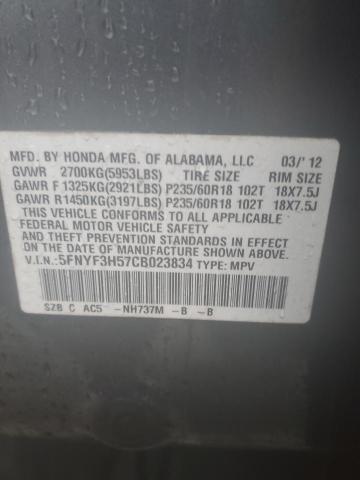 MFD. BY HONDA MFG. OF ALABAMA, LLC 03/'12
GVWR 2700KG(5953LBS) TIRE SIZE RIM SIZE
GAWR F 1325KG(2921LBS) P235/60R18 102T 18X7.5J
GAWR R1450KG(3197LBS) P235/60R18 102T 18X7.5J
THIS VEHICLE CONFORMS TO ALL APPLICABLE
FEDERAL MOTOR VEHICLE SAFETY
STANDARDS IN EFFECT ON THE DATE OF
MANUFACTURE SHOWN ABOVE.
V.I.N.:5FNYF3H57CB023834 TYPE: MPV
SZB C AC5 -NH737M -B -B